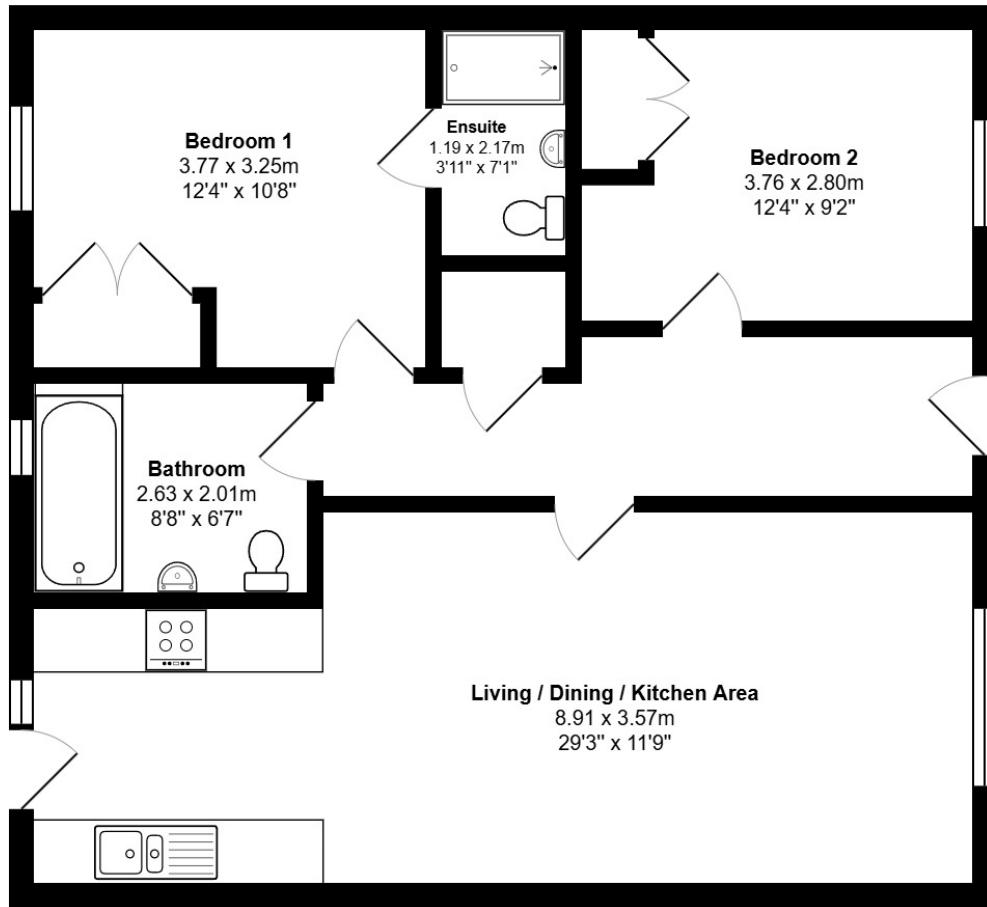 Bedroom 1
3.77 x 3.25m
12'4" x 10'8"
Ensuite
1.19 x 2.17m
3'11" x 7'1"
Bedroom 2
3.76 x 2.80m
12'4" x 9'2"
Bathroom
2.63 x 2.01m
8'8" x 6'7"
Living / Dining / Kitchen Area
8.91 x 3.57m
29'3" x 11'9"